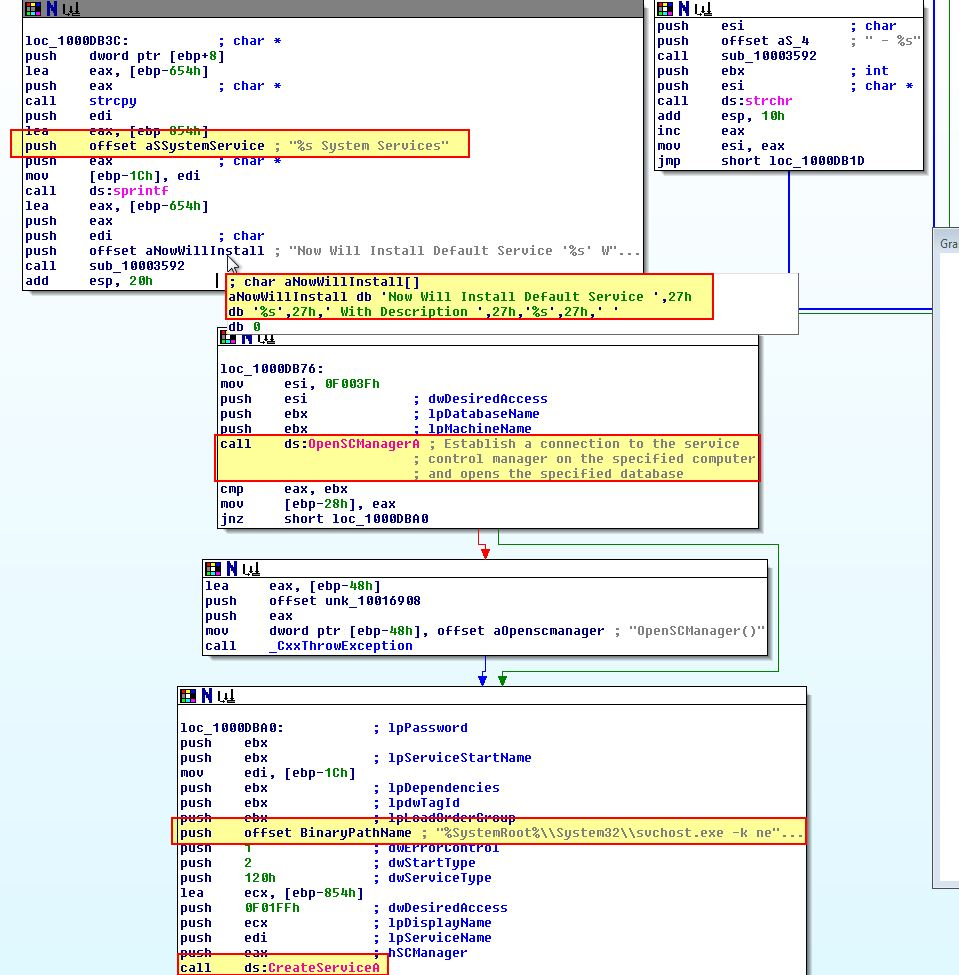 loc_1000DB3C: ; char *
push dword ptr [ebp+8]
lea eax, [ebp-654h]
push eax ; char *
call strcpy
push edi
lea eax, [ebp-854h]
push offset aSSystemService ; "%s System Services"
push eax ; char *
mov [ebp-1Ch], edi
call ds:sprintf
lea eax, [ebp-654h]
push eax
push edi ; char
push offset aNowWillInstall ; "Now Will Install Default Service '%s' W"...
call sub_10003592
add esp, 20h
push esi ; char
push offset aS_4 ; " - %s"
call sub_10003592
push ebx ; int
push esi ; char *
call ds:strchr
add esp, 10h
inc eax
mov esi, eax
jmp short loc_1000DB1D
Gra
; char aNowWillInstall[]
aNowWillInstall db 'Now Will Install Default Service ',27h
db '%s',27h,' With Description ',27h,'%s',27h,' '
db 0
loc_1000DB76:
mov esi, 0F003Fh
push esi ; dwDesiredAccess
push ebx ; lpDatabaseName
push ebx ; lpMachineName
call ds:OpenSCManagerA ; Establish a connection to the service
; control manager on the specified computer
; and opens the specified database
cmp eax, ebx
mov [ebp-28h], eax
jnz short loc_1000DBA0
lea eax, [ebp-48h]
push offset unk_10016908
push eax
mov dword ptr [ebp-48h], offset aOpenscmanager ; "OpenSCManager()"
call _CxxThrowException
loc_1000DBA0: ; lpPassword
push ebx
push ebx ; lpServiceStartName
mov edi, [ebp-1Ch]
push ebx ; lpDependencies
push ebx ; lpdwTagId
push ebx ; lpLoadOrderGroup
push offset BinaryPathName ; "%SystemRoot%\\System32\\svchost.exe -k ne"...
push 1 ; dwErrorControl
push 2 ; dwStartType
push 120h ; dwServiceType
lea ecx, [ebp-854h]
push 0F01FFh ; dwDesiredAccess
push ecx ; lpDisplayName
push edi ; lpServiceName
push eax ; hSCManager
call ds:CreateServiceA